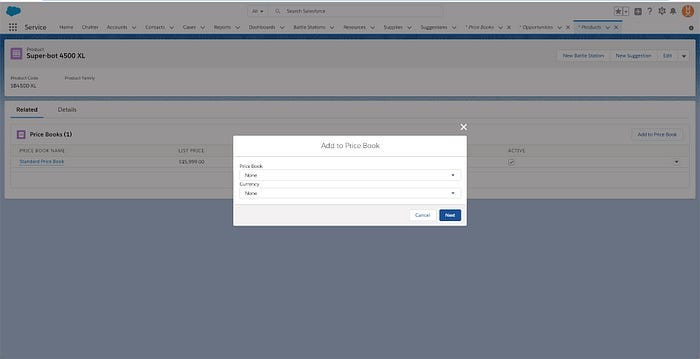 All
Search Salesforce
Service
Home
Chatter
Accounts
Contacts
Cases
Reports
Dashboards
Battle Stations
Resources
Supplies
Suggestions
* Price Books
* Opportunities
* Products
Product
Super-bot 4500 XL
New Battle Station
New Suggestion
Edit
Product Code
Product Family
SB4500-XL
Related
Details
Price Books (1)
Add to Price Book
PRICE BOOK NAME
LIST PRICE
ACTIVE
Standard Price Book
Add to Price Book
Price Book
None
Currency
None
Cancel
Next